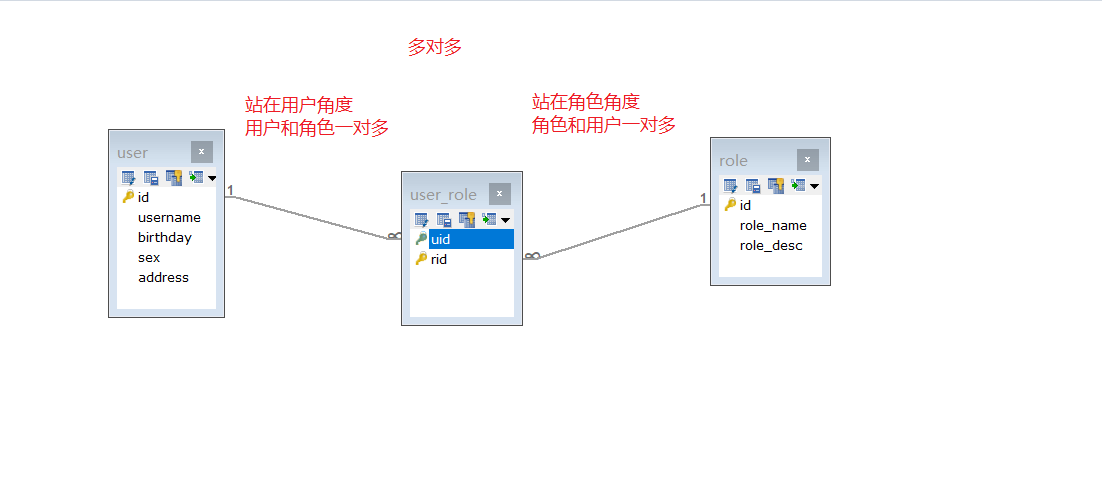 多对多
站在用户角度
用户和角色一对多
站在角色角度
角色和用户一对多
user
id
username
birthday
sex
address
1
∞
user_role
uid
rid
∞
1
role
id
role_name
role_desc